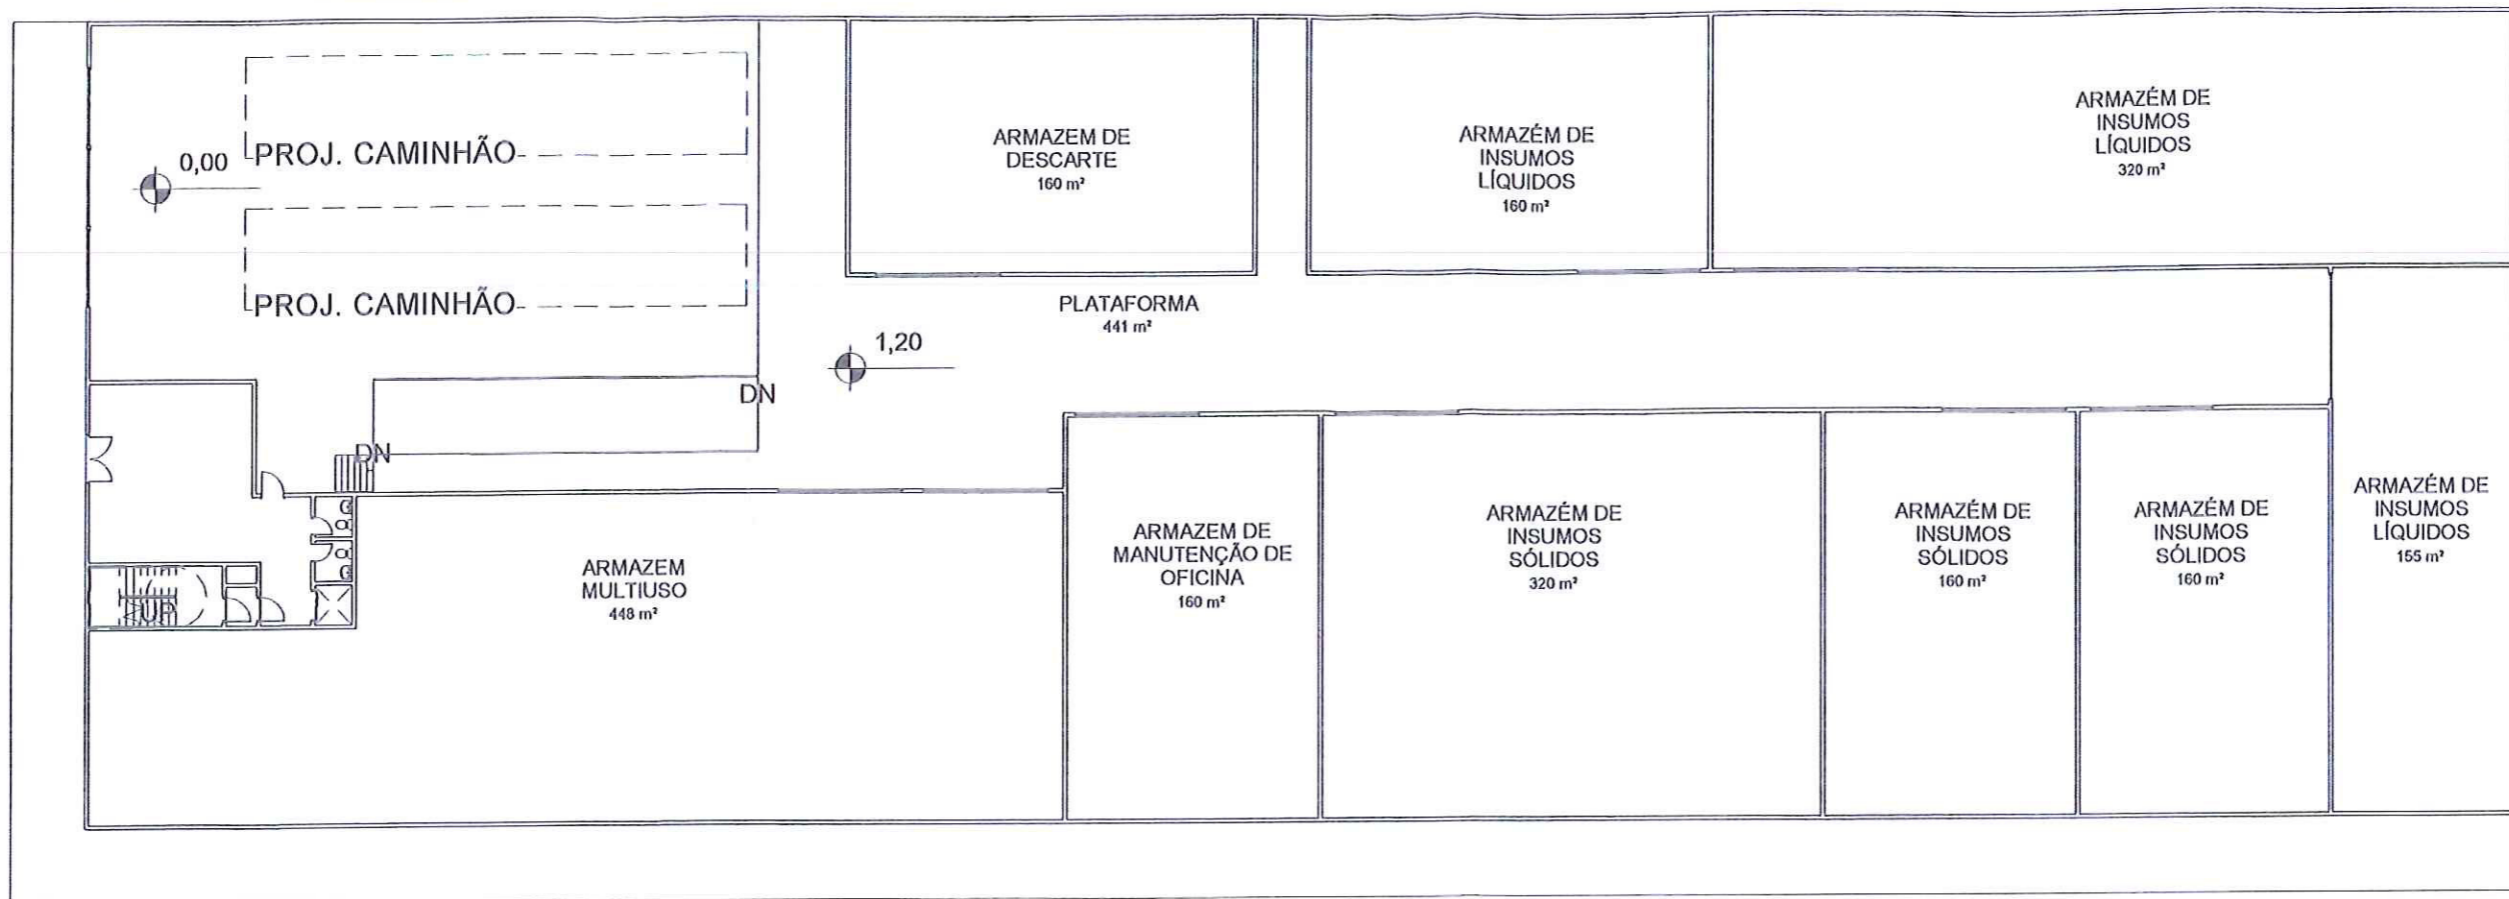 0,00
PROJ. CAMINHÃO
PROJ. CAMINHÃO
ARMAZEM DE
DESCARTE
160 m²
ARMAZÉM DE
INSUMOS
LÍQUIDOS
160 m²
ARMAZÉM DE
INSUMOS
LÍQUIDOS
320 m²
PLATAFORMA
441 m²
1,20
DN
DN
UP
ARMAZEM
MULTIUSO
448 m²
ARMAZEM DE
MANUTENÇÃO DE
OFICINA
160 m²
ARMAZÉM DE
INSUMOS
SÓLIDOS
320 m²
ARMAZÉM DE
INSUMOS
SÓLIDOS
160 m²
ARMAZÉM DE
INSUMOS
SÓLIDOS
160 m²
ARMAZÉM DE
INSUMOS
LÍQUIDOS
155 m²